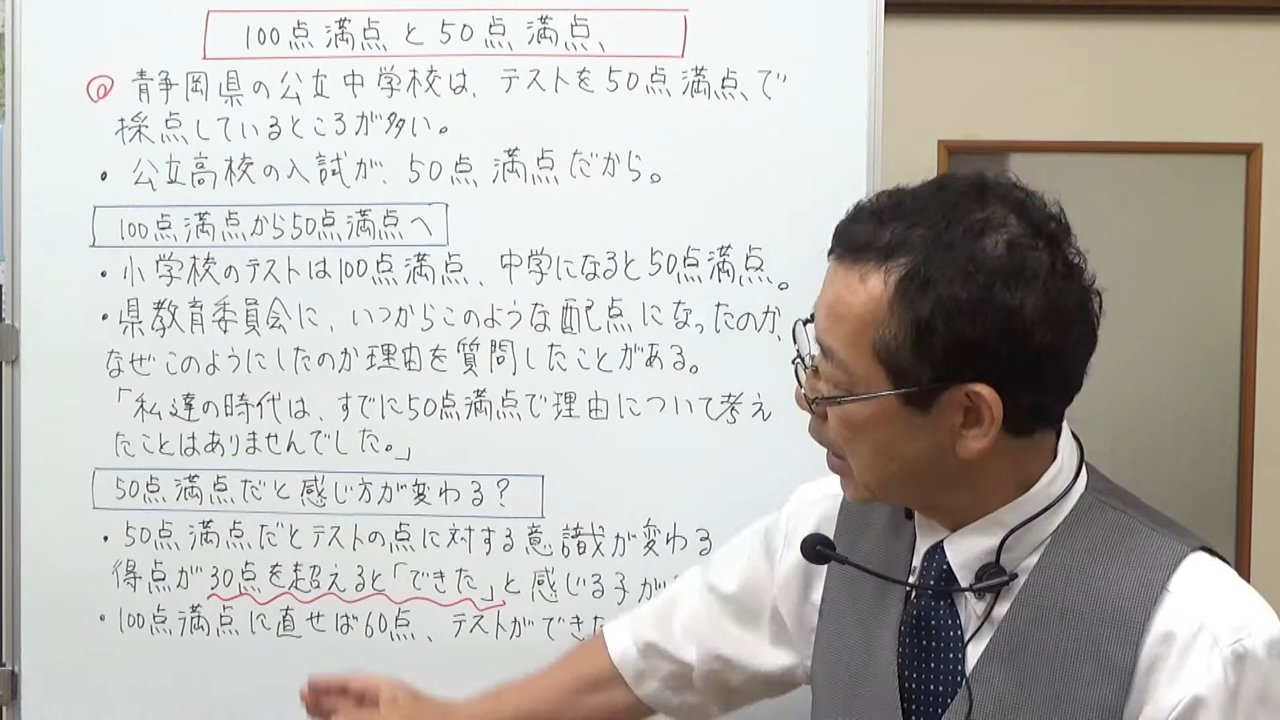 100点満点と50点満点、
静岡県の公立中学校は、テストを50点満点で
採点しているところが多い。
・公立高校の入試が、50点満点だから。
100点満点から50点満点へ
・小学校のテストは100点満点、中学になると50点満点。
・県教育委員会に、いつからこのような配点になったのか、
なぜこのようにしたのか理由を質問したことがある。
「私達の時代は、すでに50点満点で理由について考え
たことはありませんでした。」
50点満点だと感じ方が変わる？
・50点満点だとテストの点に対する意識が変わる
得点が30点を超えると「できた」と感じる子が
・100点満点に直せば60点、テストができた